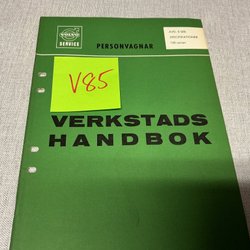 VOLVO
SERVICE
PERSONVAGNAR
V85
VERKSTADS
HANDBOK